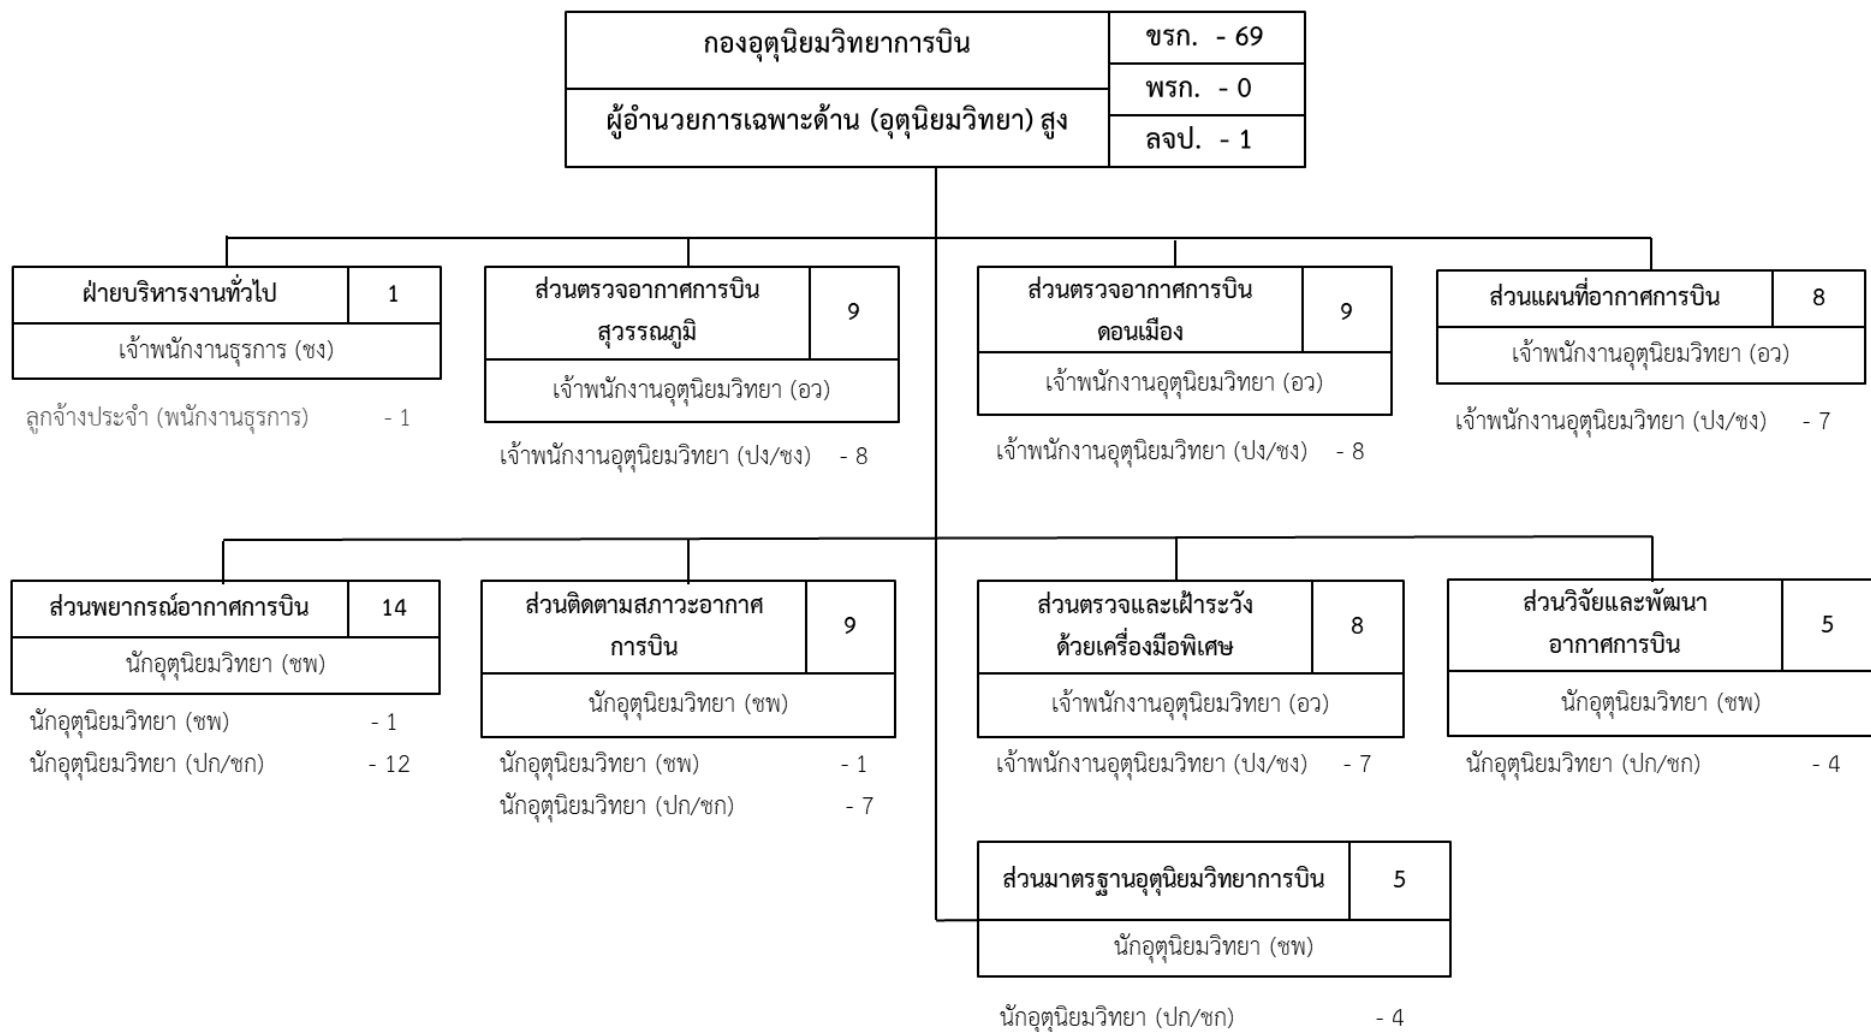 กองอุตุนิยมวิทยาการบิน
ขรก. - 69
พรก. - 0
ผู้อำนวยการเฉพาะด้าน (อุตุนิยมวิทยา) สูง
ลจป. - 1
ฝ่ายบริหารงานทั่วไป 1
เจ้าพนักงานธุรการ (ชง)
ลูกจ้างประจำ (พนักงานธุรการ) - 1
ส่วนตรวจอากาศการบิน
สุวรรณภูมิ
9
เจ้าพนักงานอุตุนิยมวิทยา (อว)
เจ้าพนักงานอุตุนิยมวิทยา (ปง/ชง) - 8
ส่วนตรวจอากาศการบิน
ดอนเมือง
9
เจ้าพนักงานอุตุนิยมวิทยา (อว)
เจ้าพนักงานอุตุนิยมวิทยา (ปง/ชง) - 8
ส่วนแผนที่อากาศการบิน 8
เจ้าพนักงานอุตุนิยมวิทยา (อว)
เจ้าพนักงานอุตุนิยมวิทยา (ปง/ชง) - 7
ส่วนพยากรณ์อากาศการบิน 14
นักอุตุนิยมวิทยา (ชพ)
นักอุตุนิยมวิทยา (ชพ) - 1
นักอุตุนิยมวิทยา (ปก/ชก) - 12
ส่วนติดตามสภาวะอากาศ
การบิน
9
นักอุตุนิยมวิทยา (ชพ)
นักอุตุนิยมวิทยา (ชพ) - 1
นักอุตุนิยมวิทยา (ปก/ชก) - 7
ส่วนตรวจและเฝ้าระวัง
ด้วยเครื่องมือพิเศษ
8
เจ้าพนักงานอุตุนิยมวิทยา (อว)
เจ้าพนักงานอุตุนิยมวิทยา (ปง/ชง) - 7
ส่วนวิจัยและพัฒนา
อากาศการบิน
5
นักอุตุนิยมวิทยา (ชพ)
นักอุตุนิยมวิทยา (ปก/ชก) - 4
ส่วนมาตรฐานอุตุนิยมวิทยาการบิน 5
นักอุตุนิยมวิทยา (ชพ)
นักอุตุนิยมวิทยา (ปก/ชก) - 4